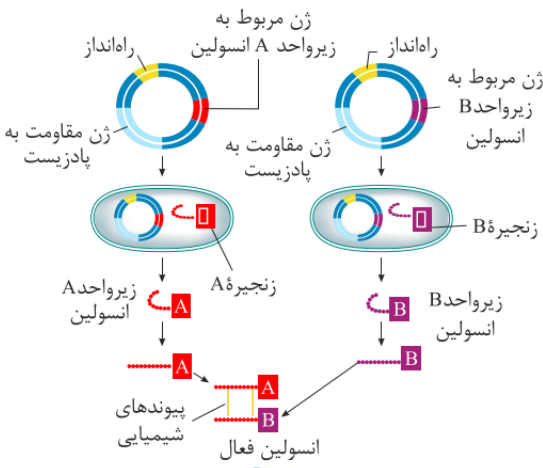 ژن مربوط به
زیرواحد A انسولین
راه‌انداز
ژن مقاومت به
پادزیست
راه‌انداز
ژن مربوط به
زیرواحدB
انسولین
ژن مقاومت به
پادزیست
زنجیرهٔA
زنجیرهٔB
زیرواحدA
انسولین
A
زیرواحدB
انسولین
B
A
B
A
B
پیوندهای
شیمیایی
انسولین فعال